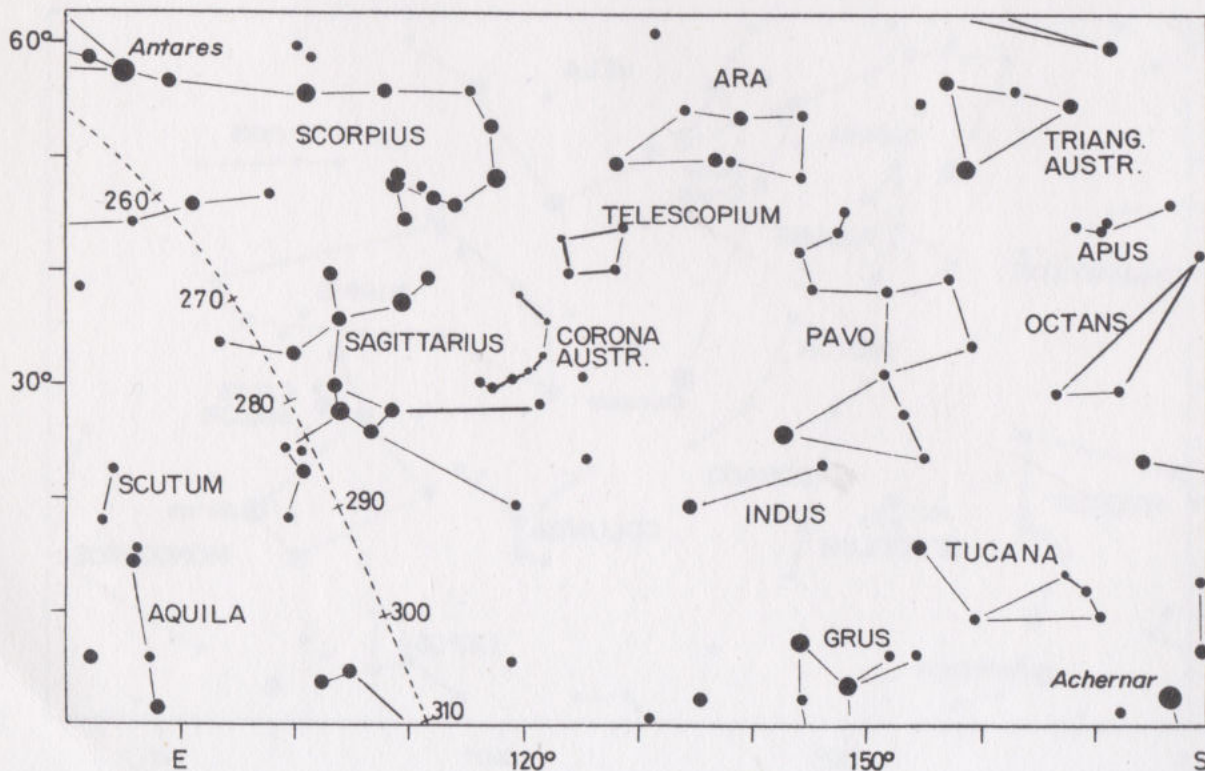 60°
Antares
ARA
SCORPIUS
TRIANG.
AUSTR.
260
TELESCOPIUM
APUS
270
OCTANS
SAGITTARIUS
CORONA
AUSTR.
PAVO
30°
280
SCUTUM
290
INDUS
TUCANA
AQUILA
300
GRUS
Achernar
310
E
120°
150°
S